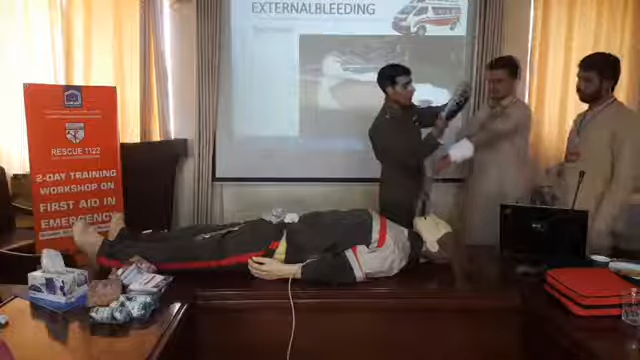 EXTERNALBLEEDING
RESCUE 1122
2-DAY TRAINING
WORKSHOP ON
FIRST AID IN
EMERGENCY